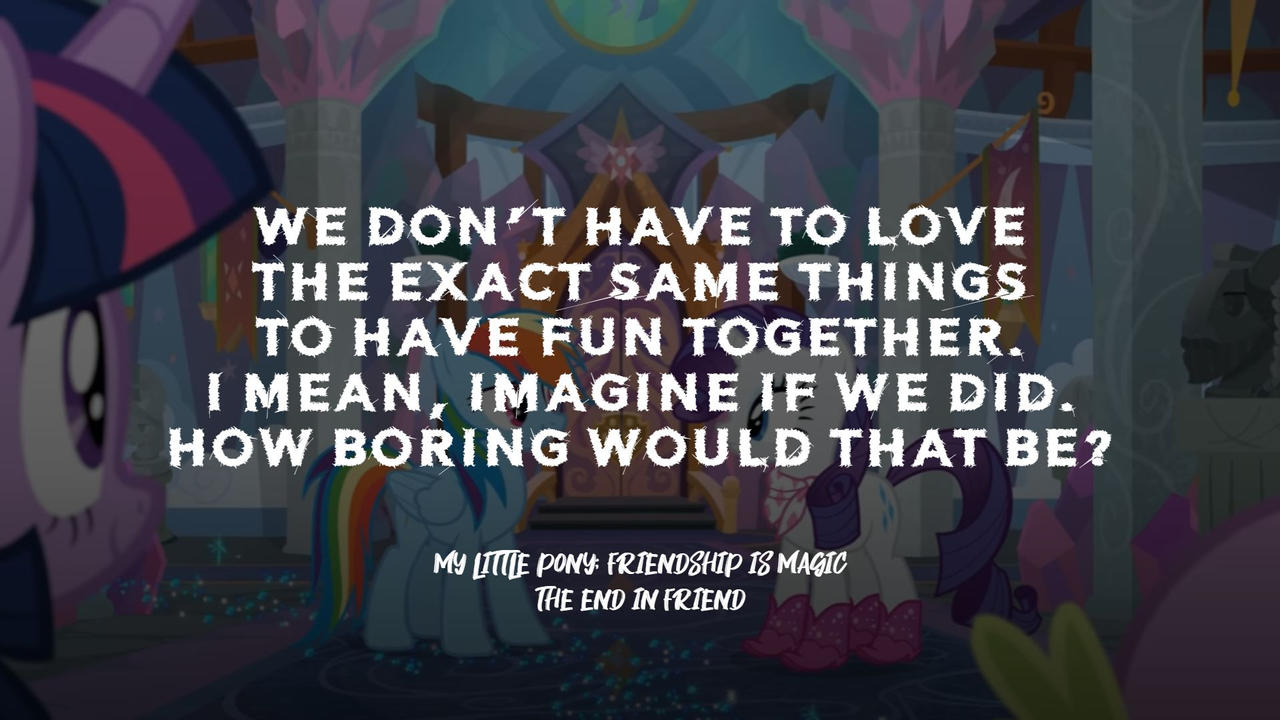 WE DON'T HAVE TO LOVE
THE EXACT SAME THINGS
TO HAVE FUN TOGETHER.
I MEAN, IMAGINE IF WE DID.
HOW BORING WOULD THAT BE?
MY LITTLE PONY: FRIENDSHIP IS MAGIC
THE END IN FRIEND